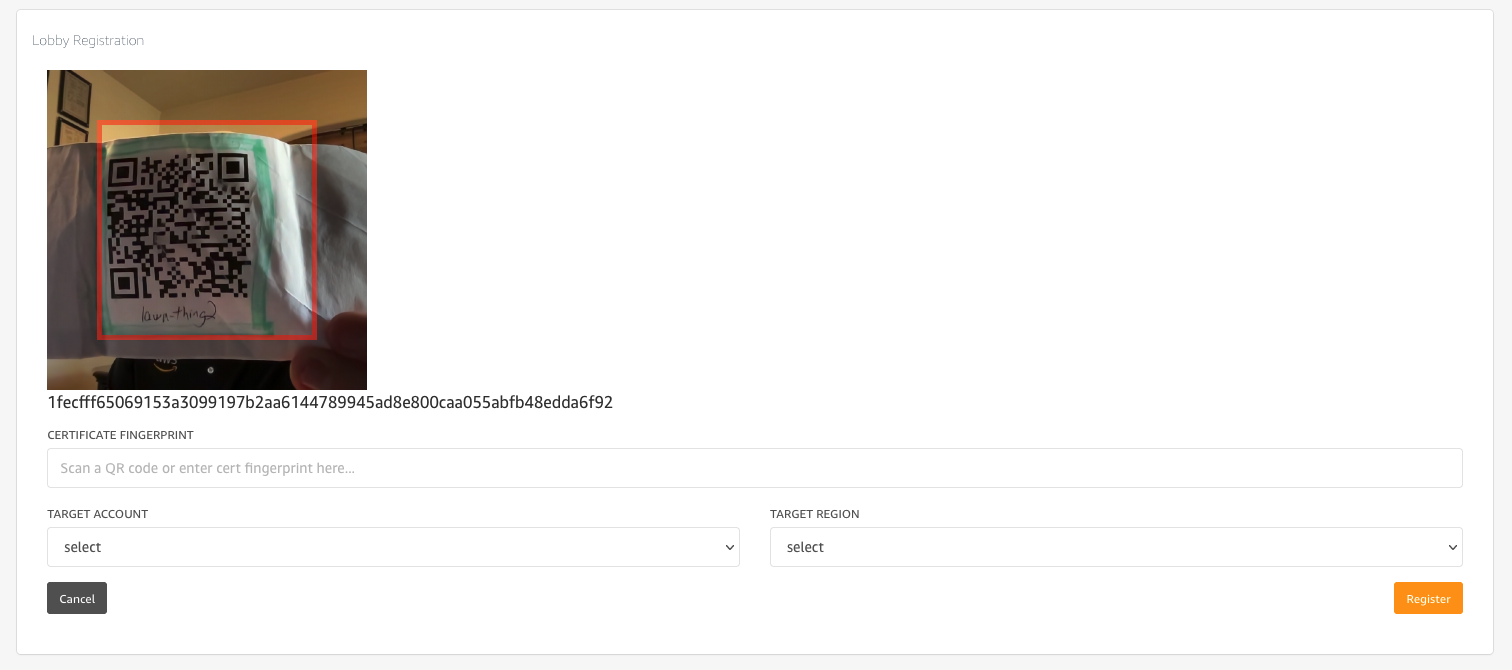 Lobby Registration
lawn-thing2
aws
1fecfff65069153a3099197b2aa6144789945ad8e800caa055abfb48edda6f92
CERTIFICATE FINGERPRINT
Scan a QR code or enter cert fingerprint here...
TARGET ACCOUNT
TARGET REGION
select
select
Cancel
Register